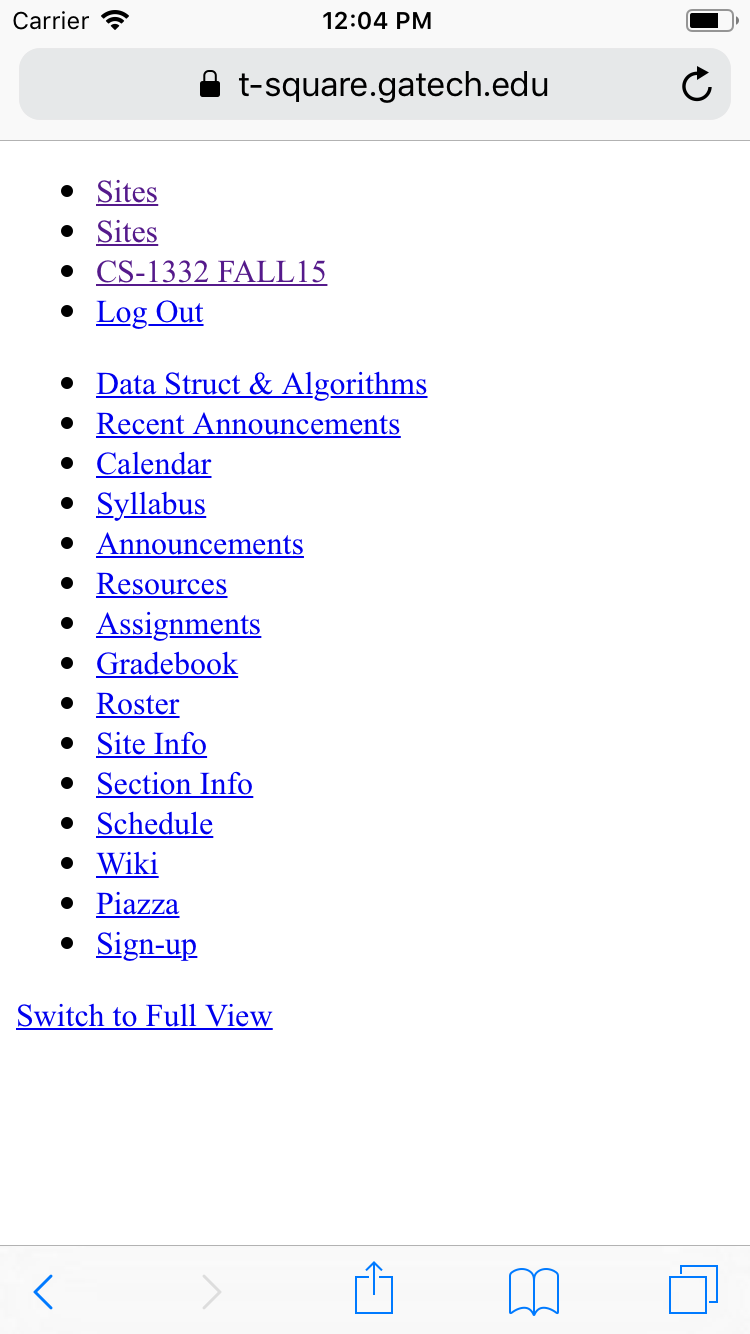 Carrier 12:04 PM
t-square.gatech.edu
Sites
Sites
CS-1332 FALL15
Log Out
Data Struct & Algorithms
Recent Announcements
Calendar
Syllabus
Announcements
Resources
Assignments
Gradebook
Roster
Site Info
Section Info
Schedule
Wiki
Piazza
Sign-up
Switch to Full View